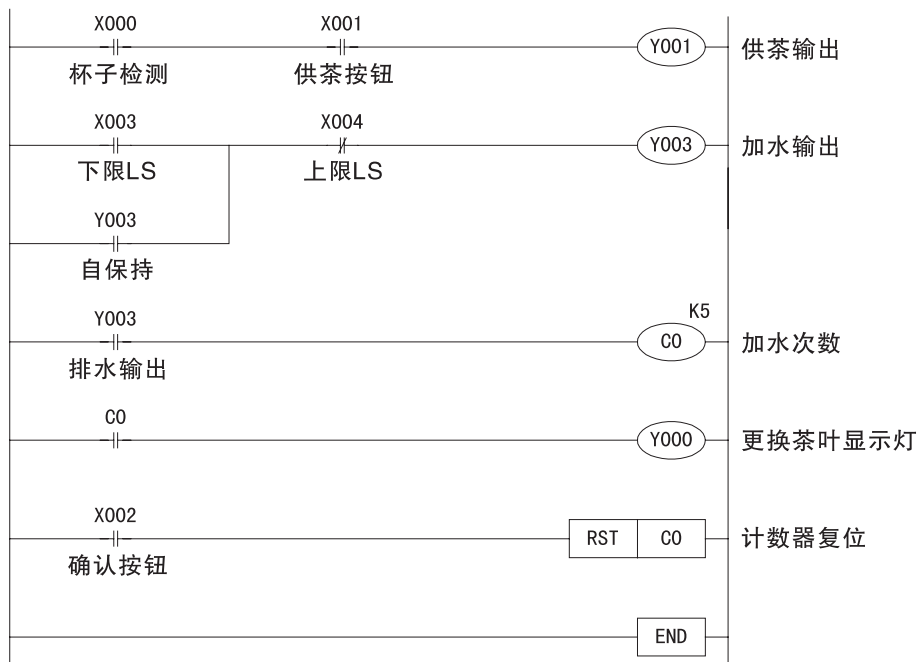 X000 X001
Y001 供茶输出
杯子检测 供茶按钮
X003 X004
Y003 加水输出
下限LS 上限LS
Y003
自保持
Y003 K5
C0 加水次数
排水输出
C0
Y000 更换茶叶显示灯
X002
RST C0 计数器复位
确认按钮
END